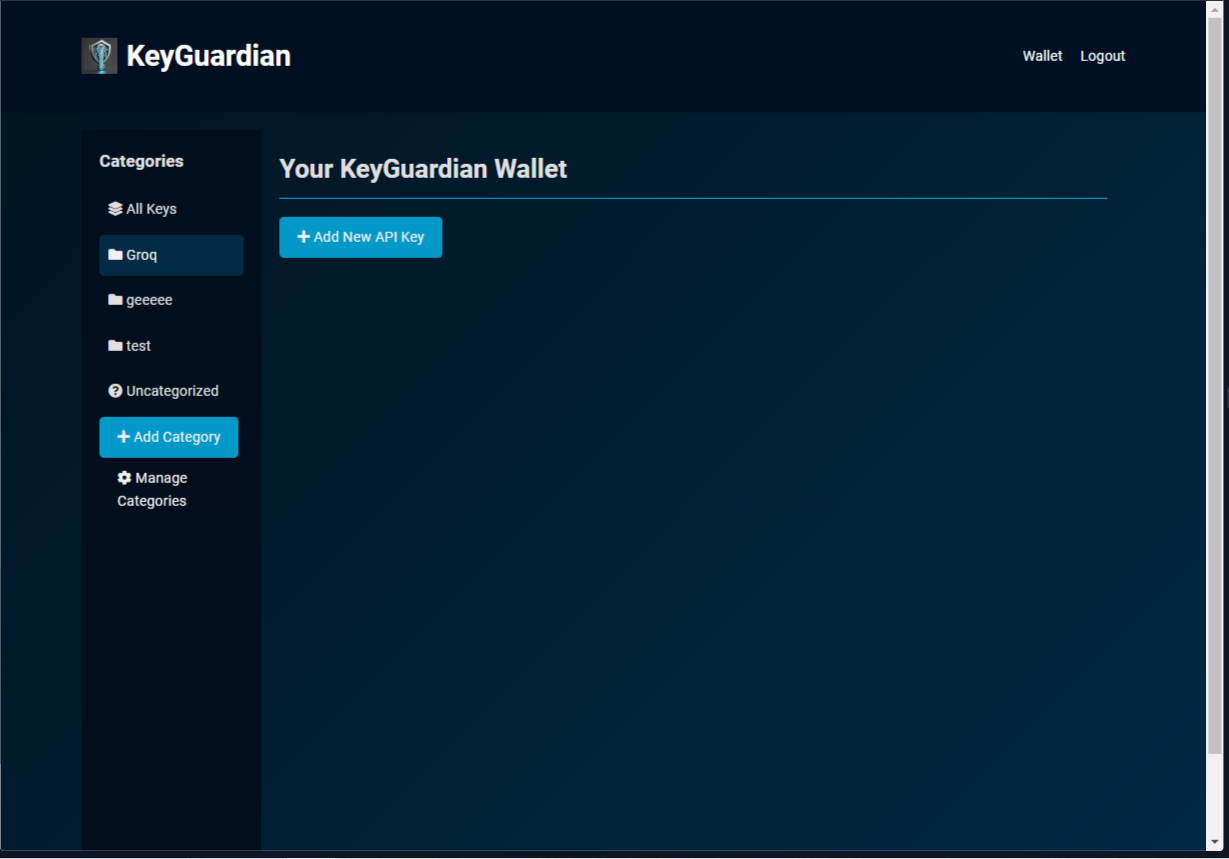 KeyGuardian
Wallet
Logout
Categories
All Keys
Groq
geeeee
test
Uncategorized
Add Category
Manage
Categories
Your KeyGuardian Wallet
Add New API Key